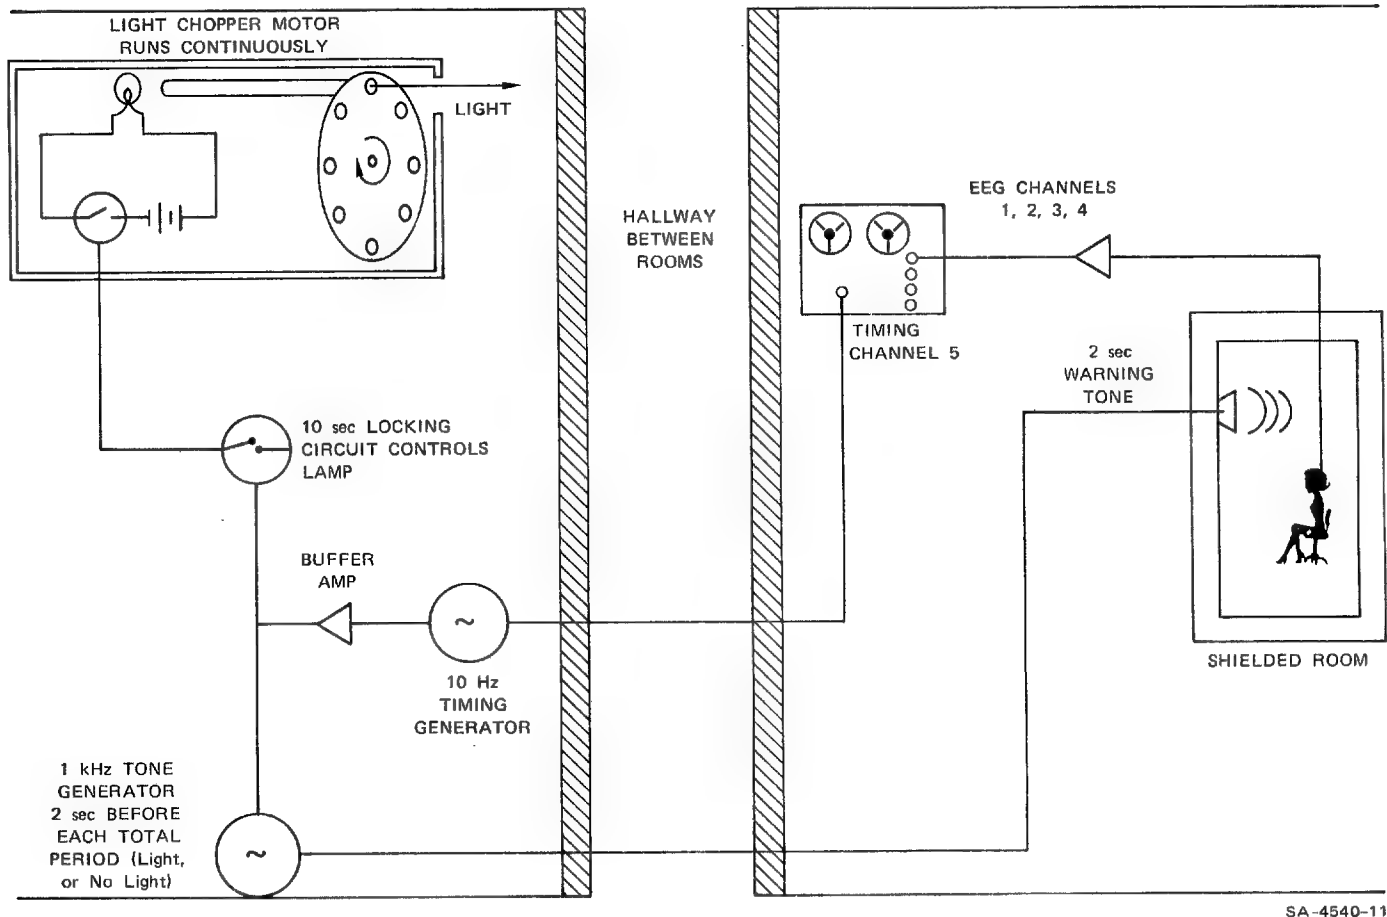 LIGHT CHOPPER MOTOR
RUNS CONTINUOUSLY
LIGHT
HALLWAY
BETWEEN
ROOMS
EEG CHANNELS
1, 2, 3, 4
TIMING
CHANNEL 5
2 sec
WARNING
TONE
10 sec LOCKING
CIRCUIT CONTROLS
LAMP
BUFFER
AMP
~
10 Hz
TIMING
GENERATOR
SHIELDED ROOM
1 kHz TONE
GENERATOR
2 sec BEFORE
EACH TOTAL
PERIOD (Light,
or No Light)
~
SA-4540-11